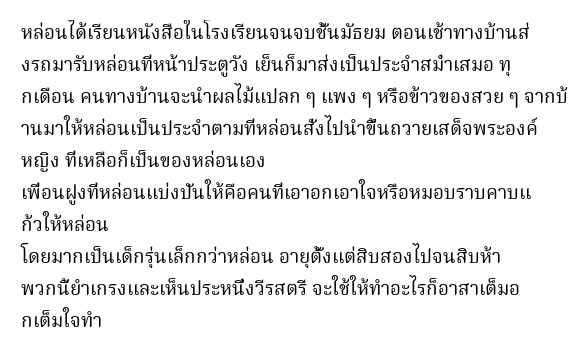 หล่อนได้เรียนหนังสือในโรงเรียนจนจบชั้นมัธยม ตอนเช้าทางบ้านส่
งรถมารับหล่อนที่หน้าประตูวัง เย็นก็มาส่งเป็นประจำสม่ำเสมอ ทุ
กเดือน คนทางบ้านจะนำผลไม้แปลก ๆ แพง ๆ หรือข้าวของสวย ๆ จากบ้
านมาให้หล่อนเป็นประจำตามที่หล่อนสั่งไปนำขึ้นถวายเสด็จพระองค์
หญิง ที่เหลือก็เป็นของหล่อนเอง
เพื่อนฝูงที่หล่อนแบ่งปันให้คือคนที่เอาอกเอาใจหรือหมอบราบคาบแ
ก้วให้หล่อน
โดยมากเป็นเด็กรุ่นเล็กกว่าหล่อน อายุตั้งแต่สิบสองไปจนสิบห้า
พวกนี้ยำเกรงและเห็นประหนึ่งวีรสตรี จะใช้ให้ทำอะไรก็อาสาเต็มอ
กเต็มใจทำ